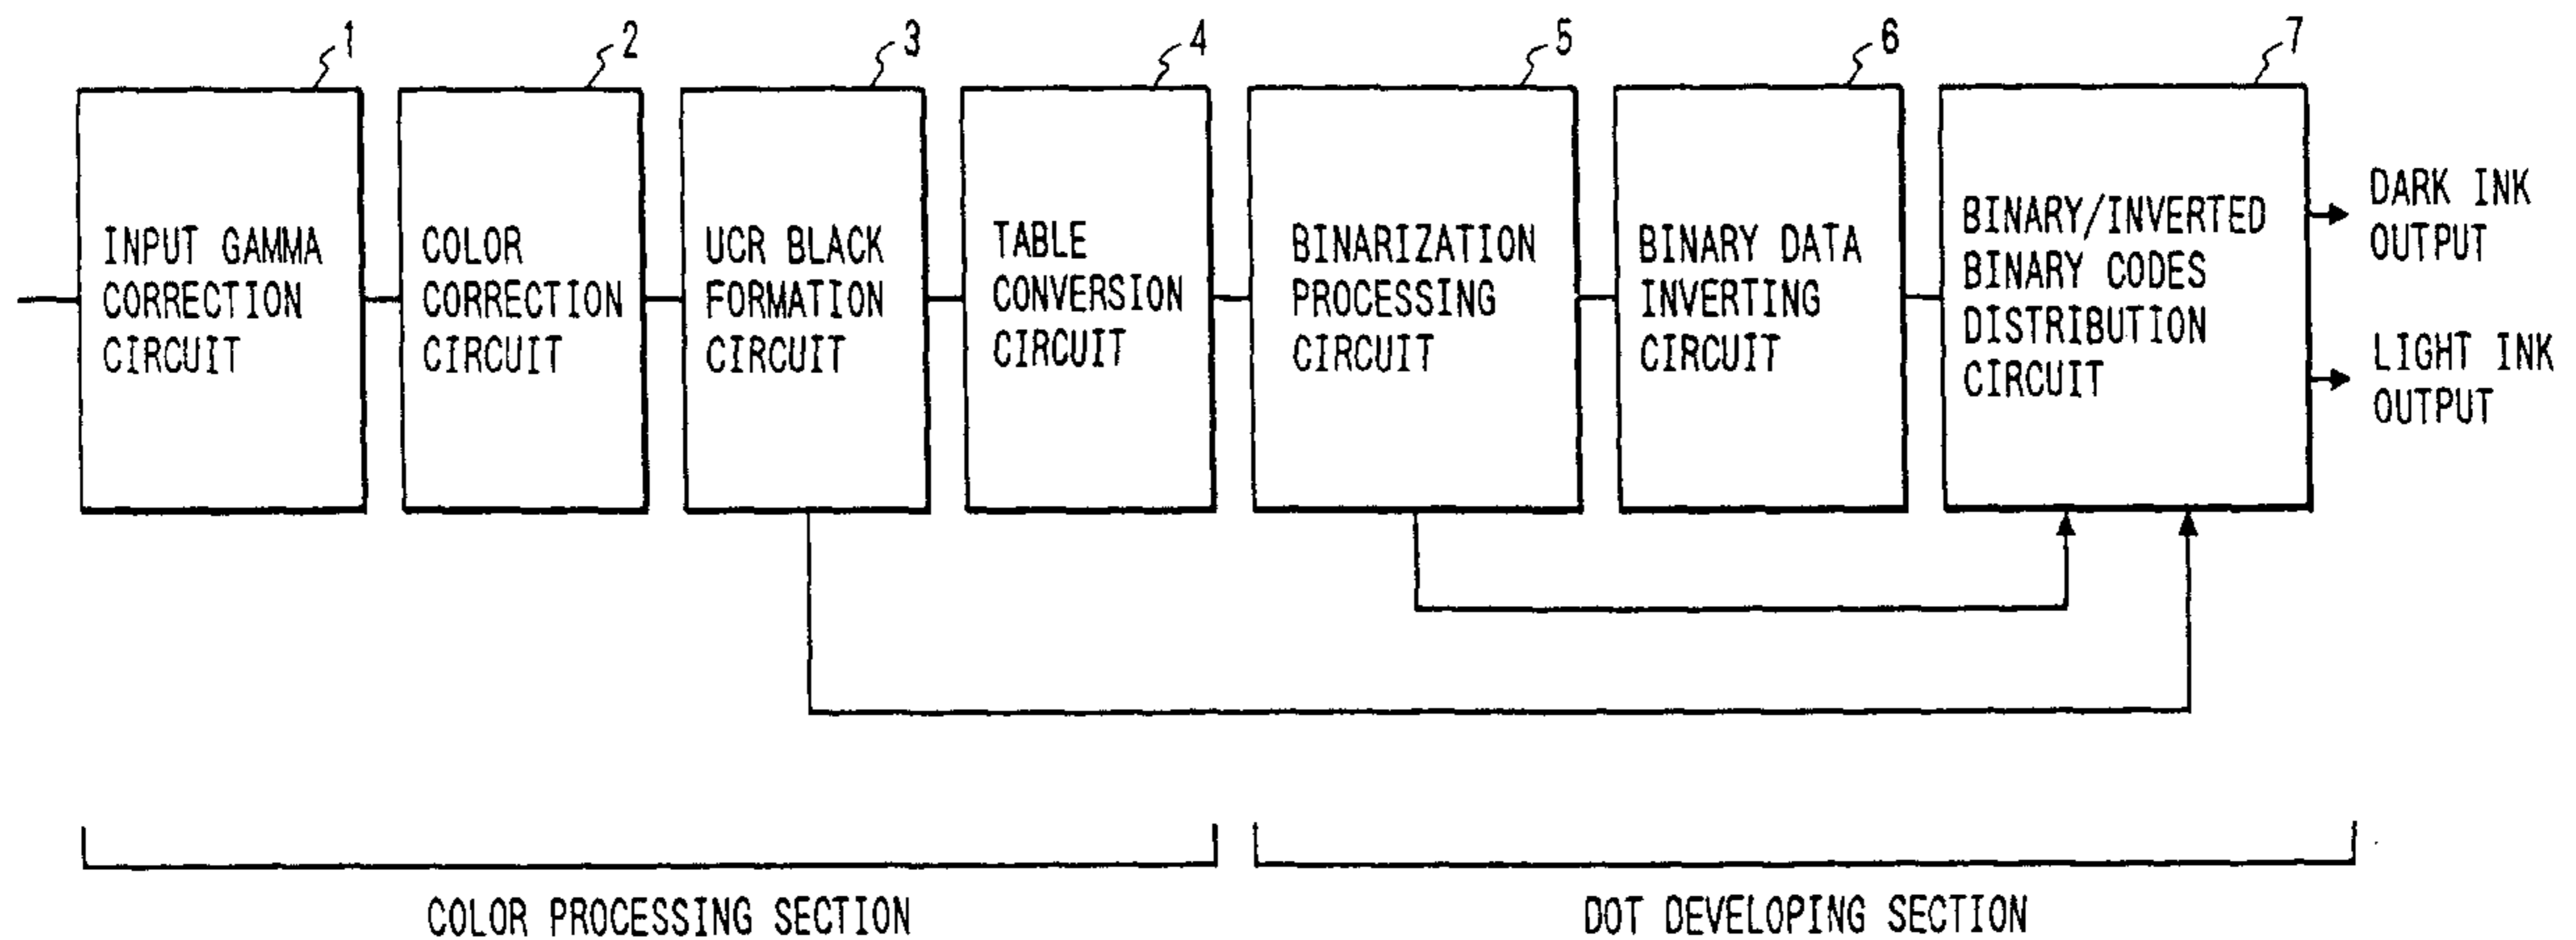 1
2
3
4
5
6
7
INPUT GAMMA
CORRECTION
CIRCUIT
COLOR
CORRECTION
CIRCUIT
UCR BLACK
FORMATION
CIRCUIT
TABLE
CONVERSION
CIRCUIT
BINARIZATION
PROCESSING
CIRCUIT
BINARY DATA
INVERTING
CIRCUIT
BINARY/INVERTED
BINARY CODES
DISTRIBUTION
CIRCUIT
DARK INK
OUTPUT
LIGHT INK
OUTPUT
COLOR PROCESSING SECTION
DOT DEVELOPING SECTION